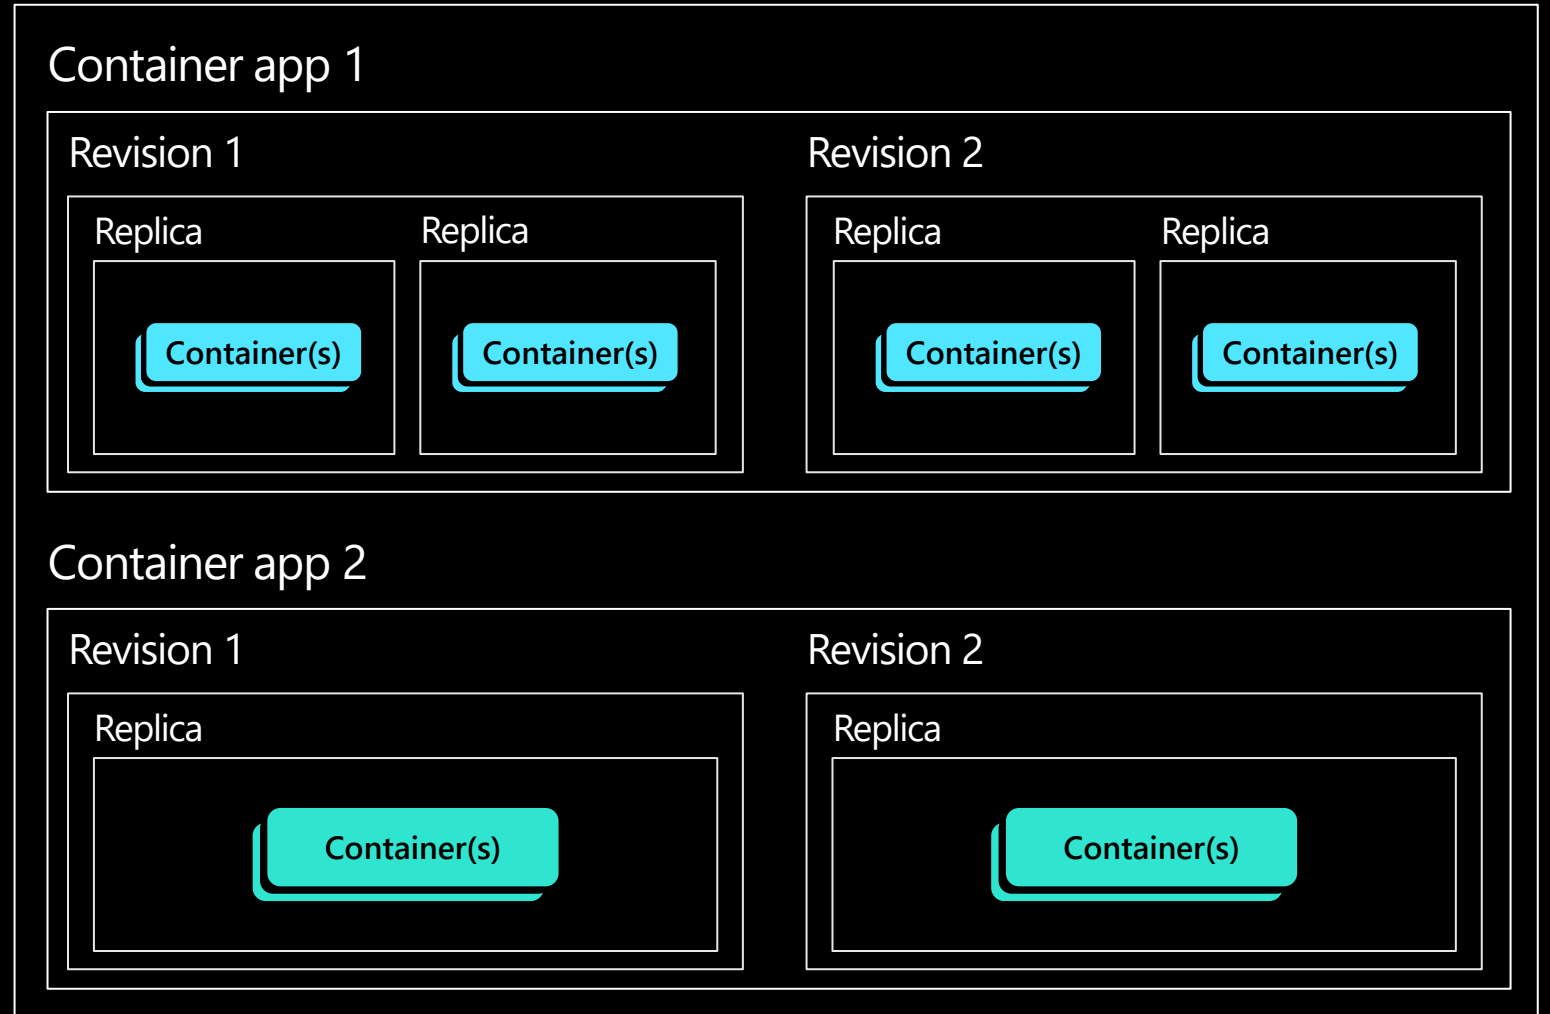 Container app 1
Revision 1
Revision 2
Replica
Replica
Replica
Replica
Container(s)
Container(s)
Container(s)
Container(s)
Container app 2
Revision 1
Revision 2
Replica
Replica
Container(s)
Container(s)